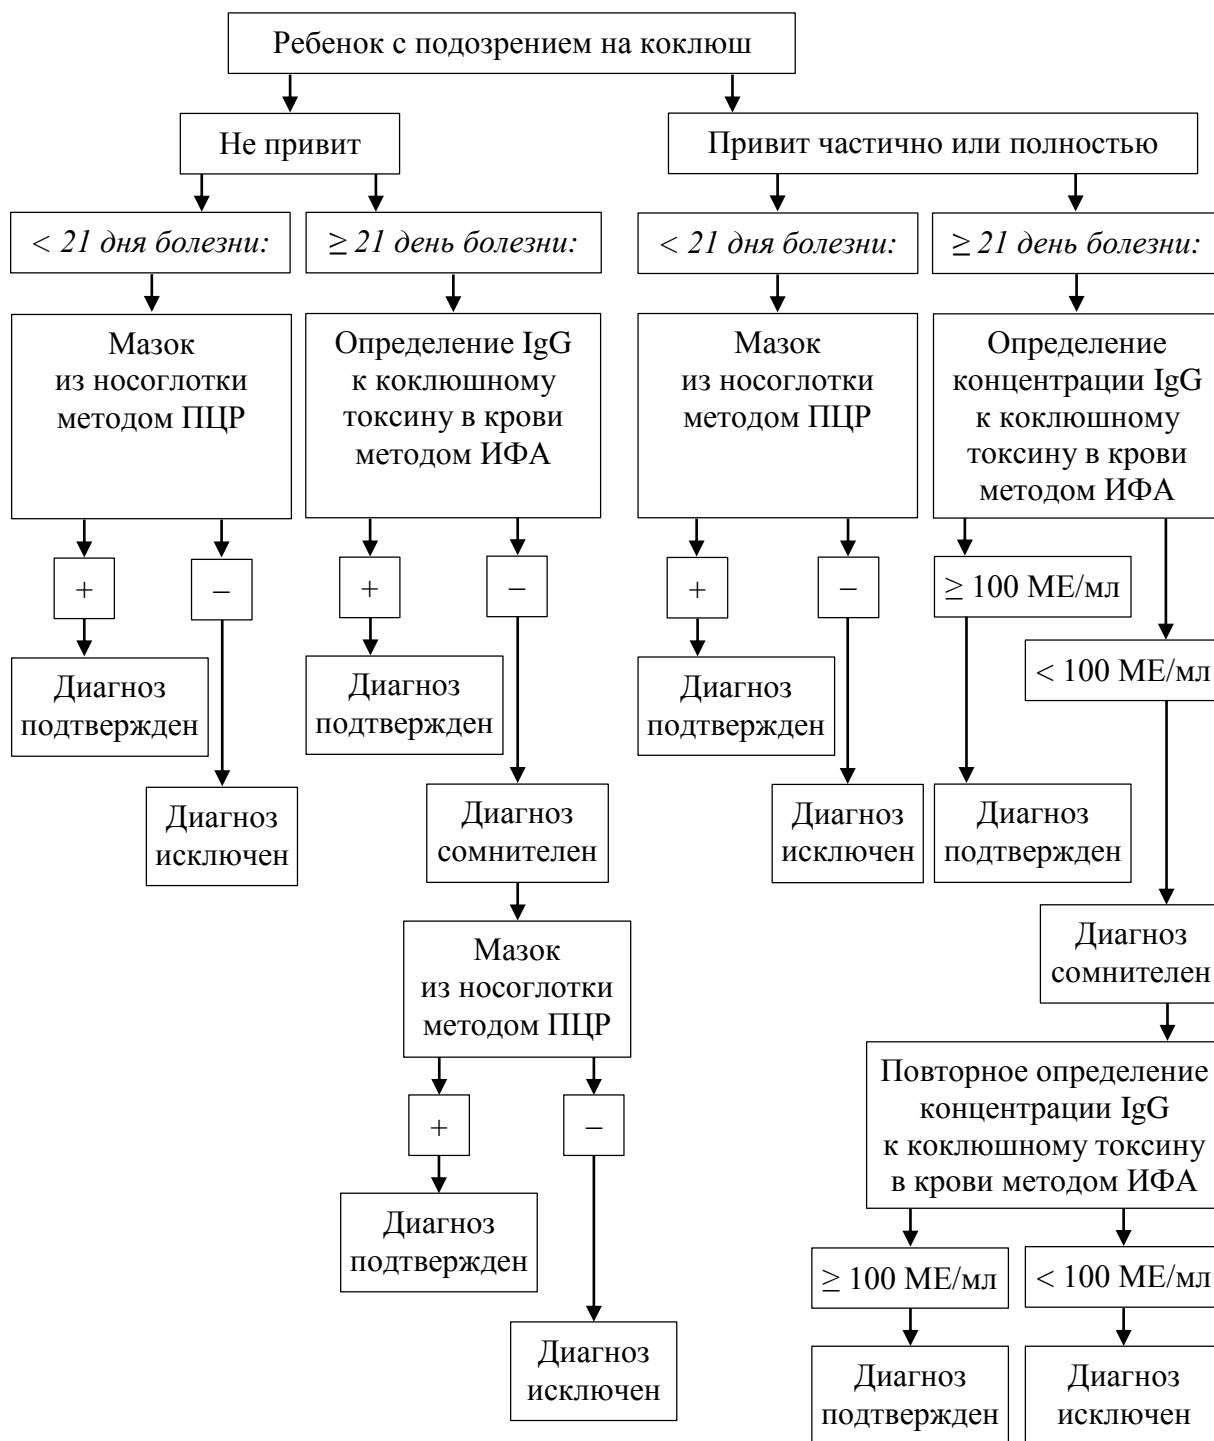 Ребенок с подозрением на коклюш
Не привит
Привит частично или полностью
< 21 дня болезни:
≥ 21 день болезни:
< 21 дня болезни:
≥ 21 день болезни:
Мазок
из носоглотки
методом ПЦР
Определение IgG
к коклюшному
токсину в крови
методом ИФА
Мазок
из носоглотки
методом ПЦР
Определение
концентрации IgG
к коклюшному
токсину в крови
методом ИФА
+
–
+
–
+
–
≥ 100 МЕ/мл
< 100 МЕ/мл
Диагноз
подтвержден
Диагноз
подтвержден
Диагноз
подтвержден
Диагноз
исключен
Диагноз
сомнителен
Диагноз
исключен
Диагноз
подтвержден
Диагноз
сомнителен
Мазок
из носоглотки
методом ПЦР
Повторное определение
концентрации IgG
к коклюшному токсину
в крови методом ИФА
+
–
Диагноз
подтвержден
≥ 100 МЕ/мл
< 100 МЕ/мл
Диагноз
исключен
Диагноз
подтвержден
Диагноз
исключен